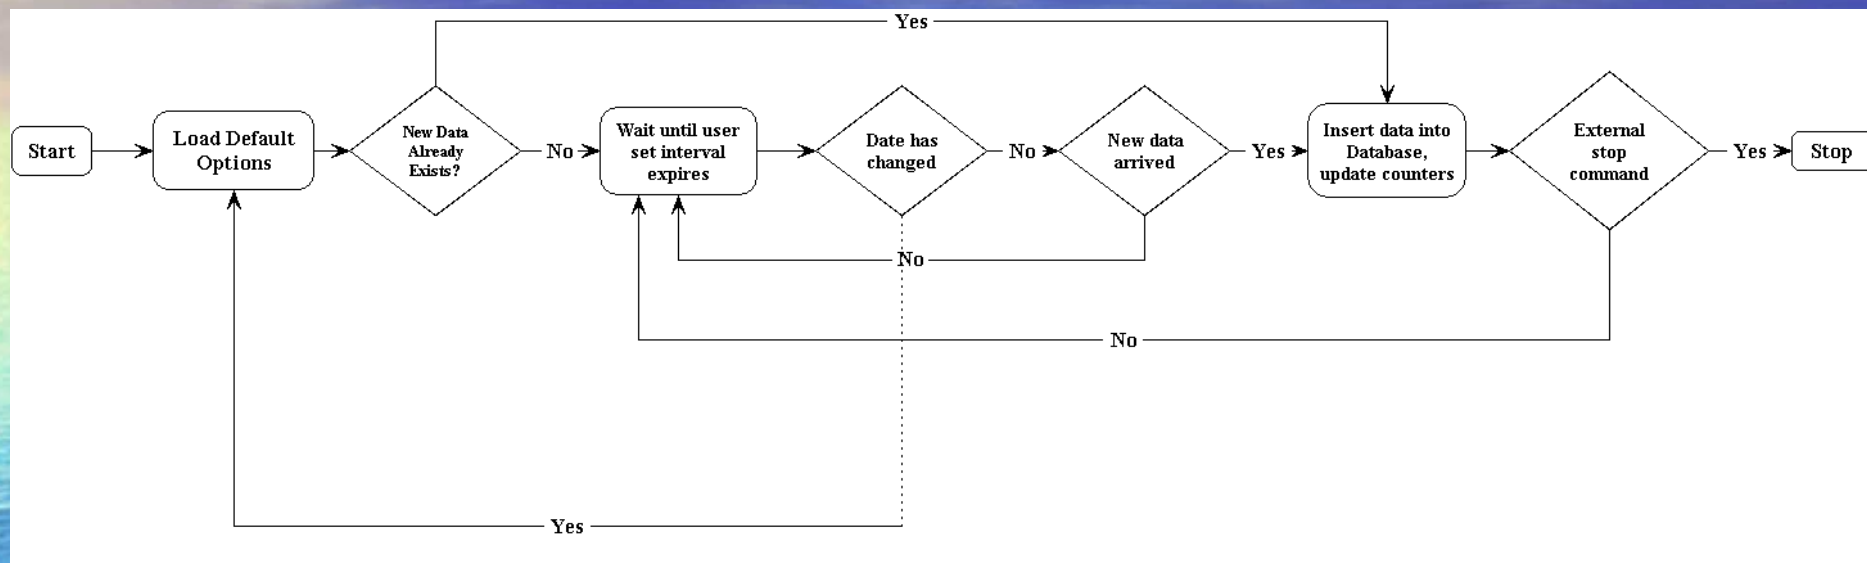 Yes
Start
Load Default
Options
New Data
Already
Exists?
No
Wait until user
set interval
expires
Date has
changed
No
New data
arrived
Yes
Insert data into
Database,
update counters
External
stop
command
Yes
Stop
No
No
Yes